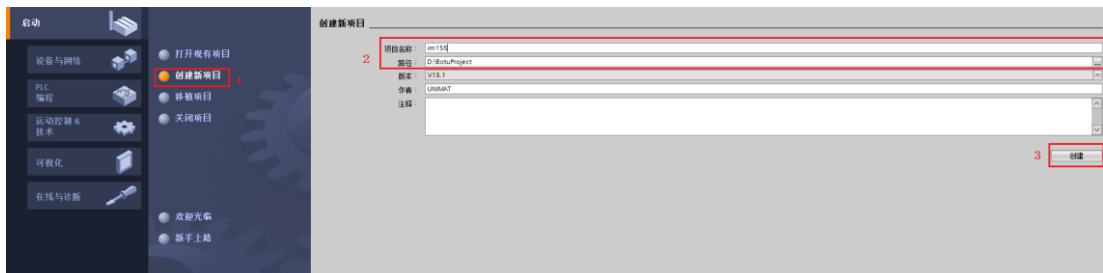 启动
设备与网络
PLC
编程
运动控制 &
技术
可视化
在线与诊断
打开现有项目
创建新项目
1
移植项目
关闭项目
欢迎光临
新手上路
创建新项目
2
项目名称：
im155
路径：
D:\BotuProject
...
版本：
V15.1
作者：
UNIMAT
注释：
3
创建